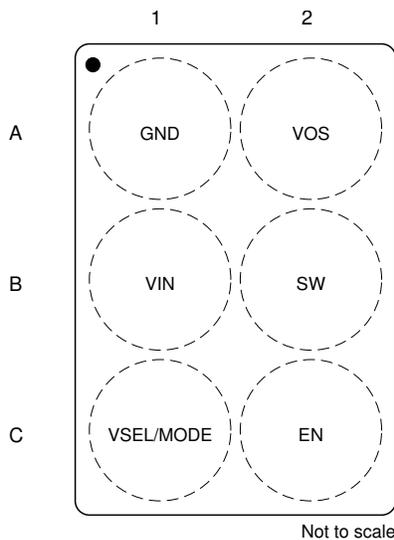 1 2
A GND VOS
B VIN SW
C VSEL/MODE EN
Not to scale